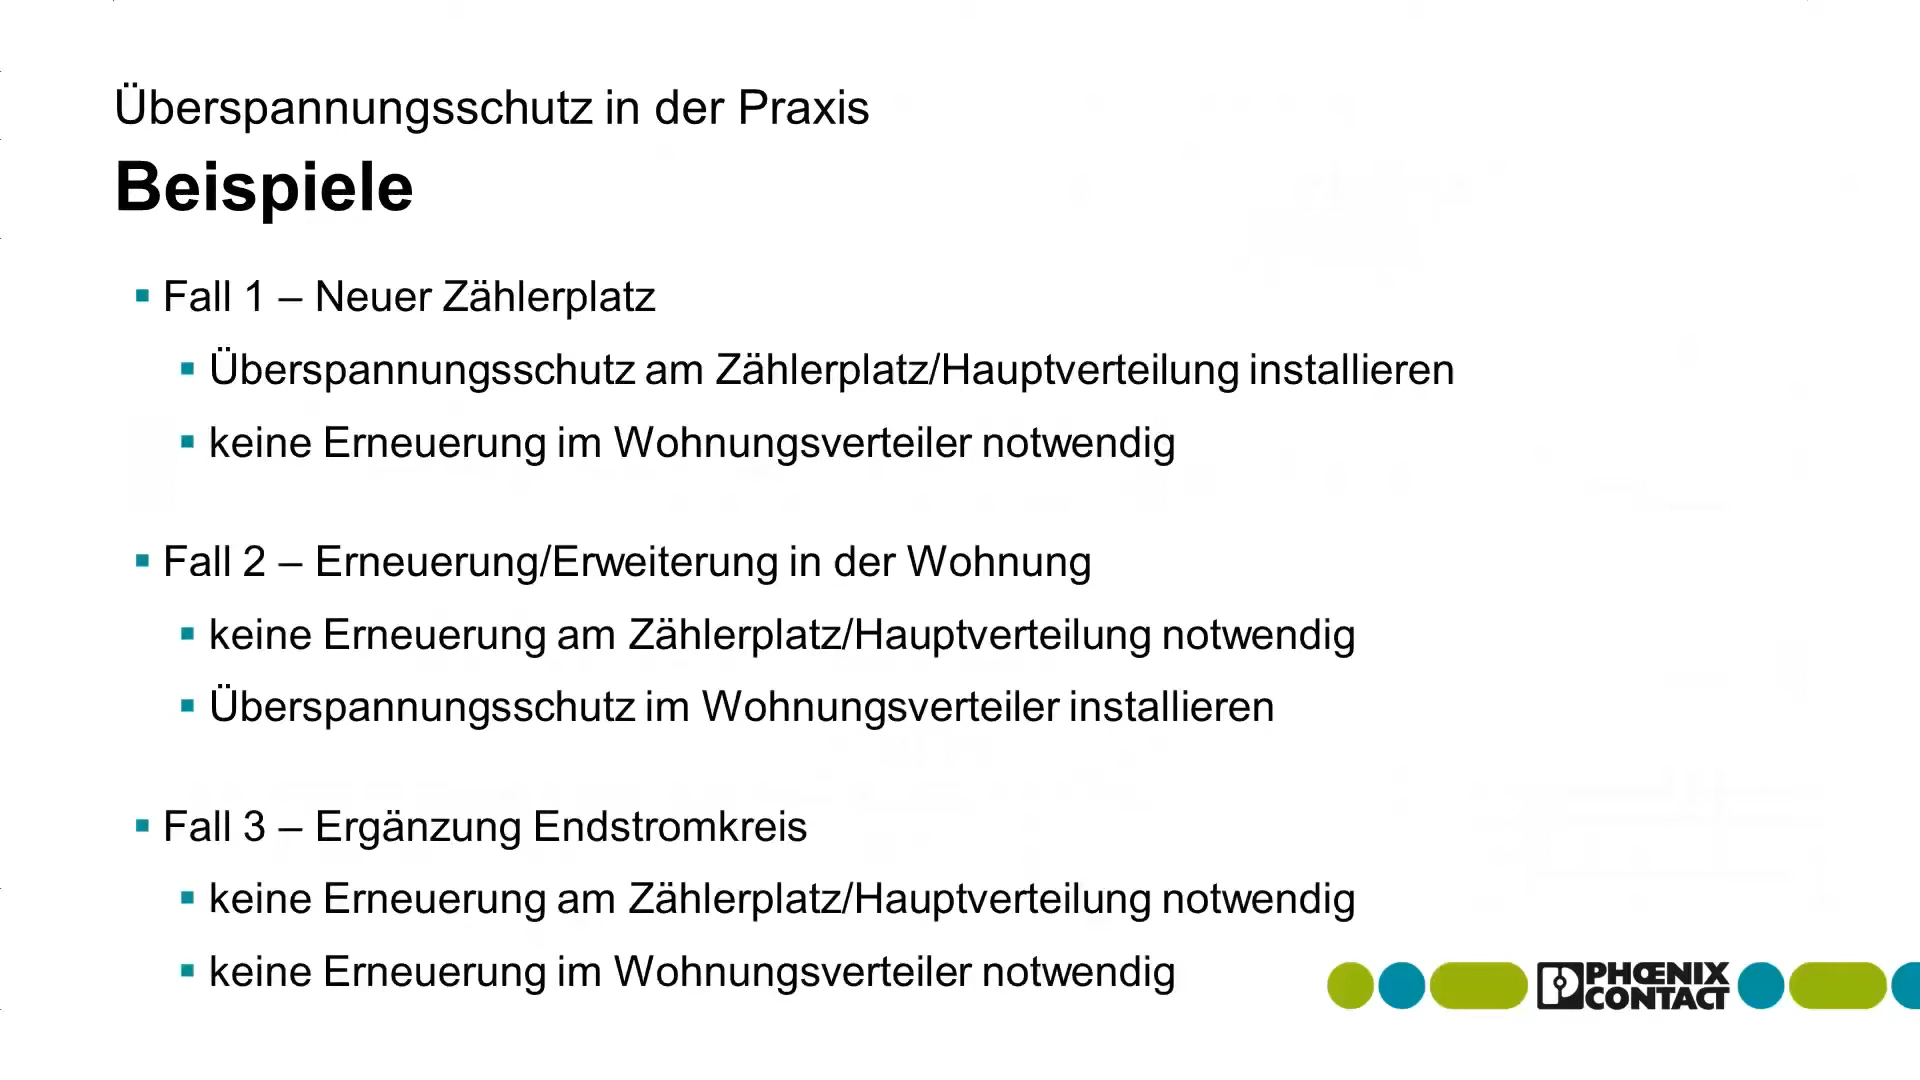 Überspannungsschutz in der Praxis
Beispiele
Fall 1 – Neuer Zählerplatz
Überspannungsschutz am Zählerplatz/Hauptverteilung installieren
keine Erneuerung im Wohnungsverteiler notwendig
Fall 2 – Erneuerung/Erweiterung in der Wohnung
keine Erneuerung am Zählerplatz/Hauptverteilung notwendig
Überspannungsschutz im Wohnungsverteiler installieren
Fall 3 – Ergänzung Endstromkreis
keine Erneuerung am Zählerplatz/Hauptverteilung notwendig
keine Erneuerung im Wohnungsverteiler notwendig
PHŒNIX
CONTACT